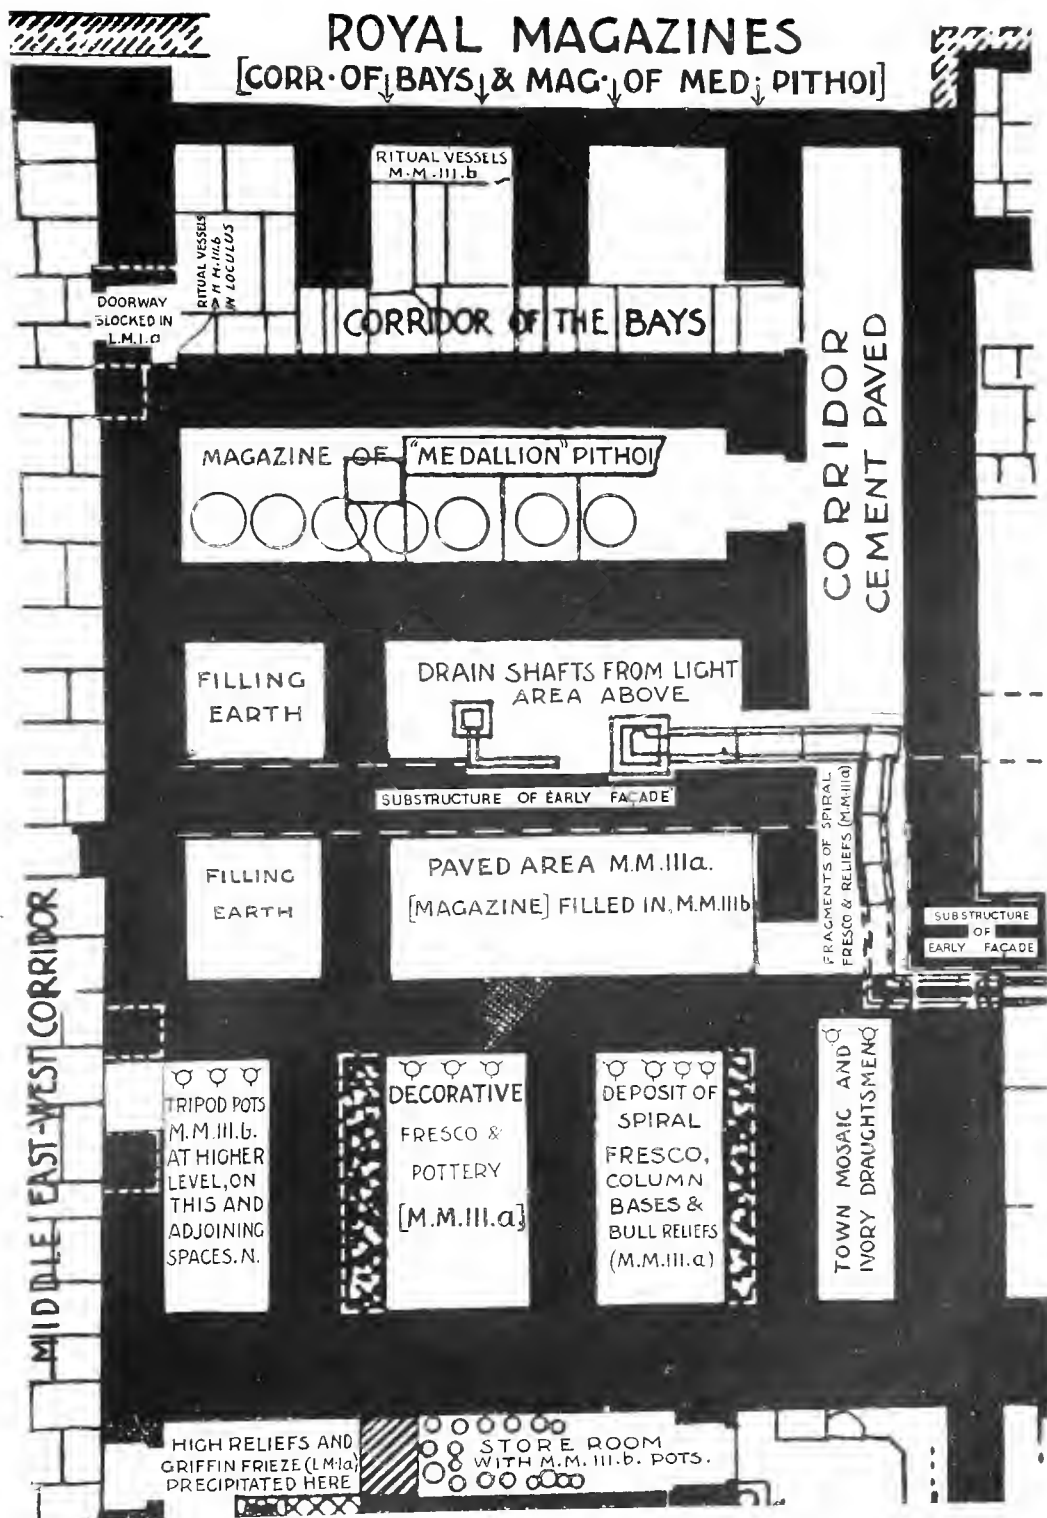 ROYAL MAGAZINES
[CORR. OF BAYS & MAG. OF MED. PITHOI]
RITUAL VESSELS
M.M.III.b
RITUAL VESSELS
M M.III.b
IN LOCULUS
DOORWAY
BLOCKED IN
L.M.I.a
CORRIDOR OF THE BAYS
CORRIDOR
CEMENT PAVED
MAGAZINE OF "MEDALLION" PITHOI
FILLING
EARTH
DRAIN SHAFTS FROM LIGHT
AREA ABOVE
SUBSTRUCTURE OF EARLY FAÇADE
FRAGMENTS OF SPIRAL
FRESCO & RELIEFS (M.M.IIIa)
FILLING
EARTH
PAVED AREA M.M.IIIa.
[MAGAZINE] FILLED IN, M.M.IIIb
SUBSTRUCTURE
OF
EARLY FAÇADE
MIDDLE EAST-WEST CORRIDOR
TRIPOD POTS
M.M.III.b.
AT HIGHER
LEVEL, ON
THIS AND
ADJOINING
SPACES. N.
DECORATIVE
FRESCO &
POTTERY
[M.M.III.a]
DEPOSIT OF
SPIRAL
FRESCO,
COLUMN
BASES &
BULL RELIEFS
(M.M.III.a)
TOWN MOSAIC AND
IVORY DRAUGHTSMEN
HIGH RELIEFS AND
GRIFFIN FRIEZE (L M.Ia)
PRECIPITATED HERE
STORE ROOM
WITH M.M. III.b. POTS.